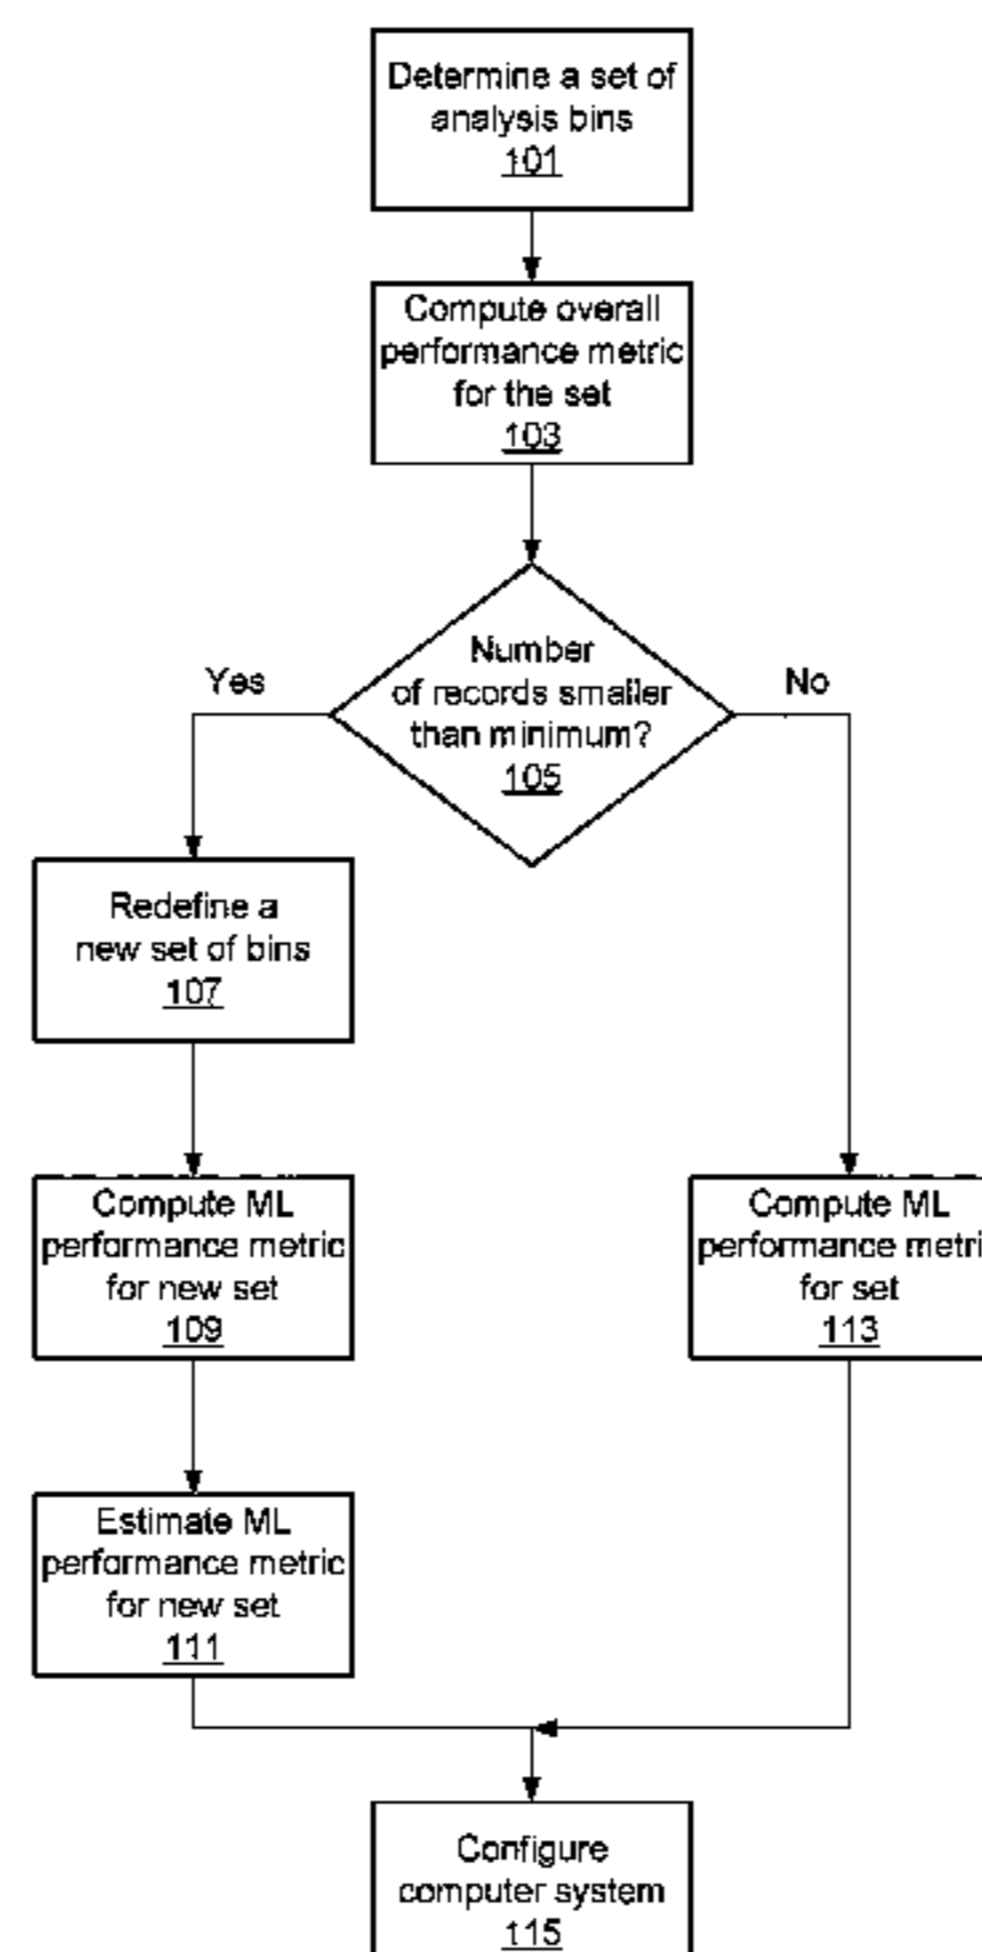 Determine a set of
analysis bins
101
Compute overall
performance metric
for the set
103
Number
of records smaller
than minimum?
105
Yes
No
Redefine a
new set of bins
107
Compute ML
performance metric
for new set
109
Compute ML
performance metri
for set
113
Estimate ML
performance metric
for new set
111
Configure
computer system
115